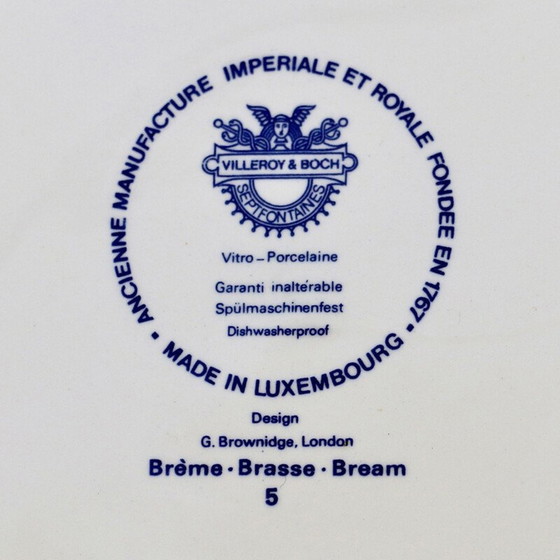 ANCIENNE MANUFACTURE IMPERIALE ET ROYALE FONDEE EN 1767
VILLEROY & BOCH
SEPTFONTAINES
Vitro – Porcelaine
Garanti inaltérable
Spülmaschinenfest
Dishwasherproof
• MADE IN LUXEMBOURG •
Design
G. Brownidge, London
Brème · Brasse · Bream
5